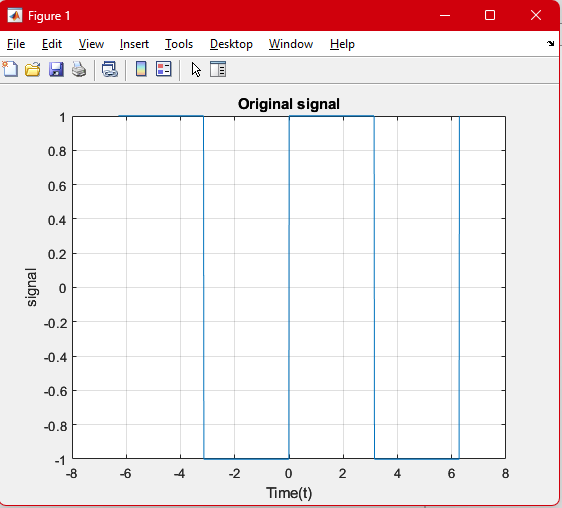 Figure 1
File Edit View Insert Tools Desktop Window Help
Original signal
1
0.8
0.6
0.4
0.2
0
-0.2
-0.4
-0.6
-0.8
-1
signal
-8 -6 -4 -2 0 2 4 6 8
Time(t)